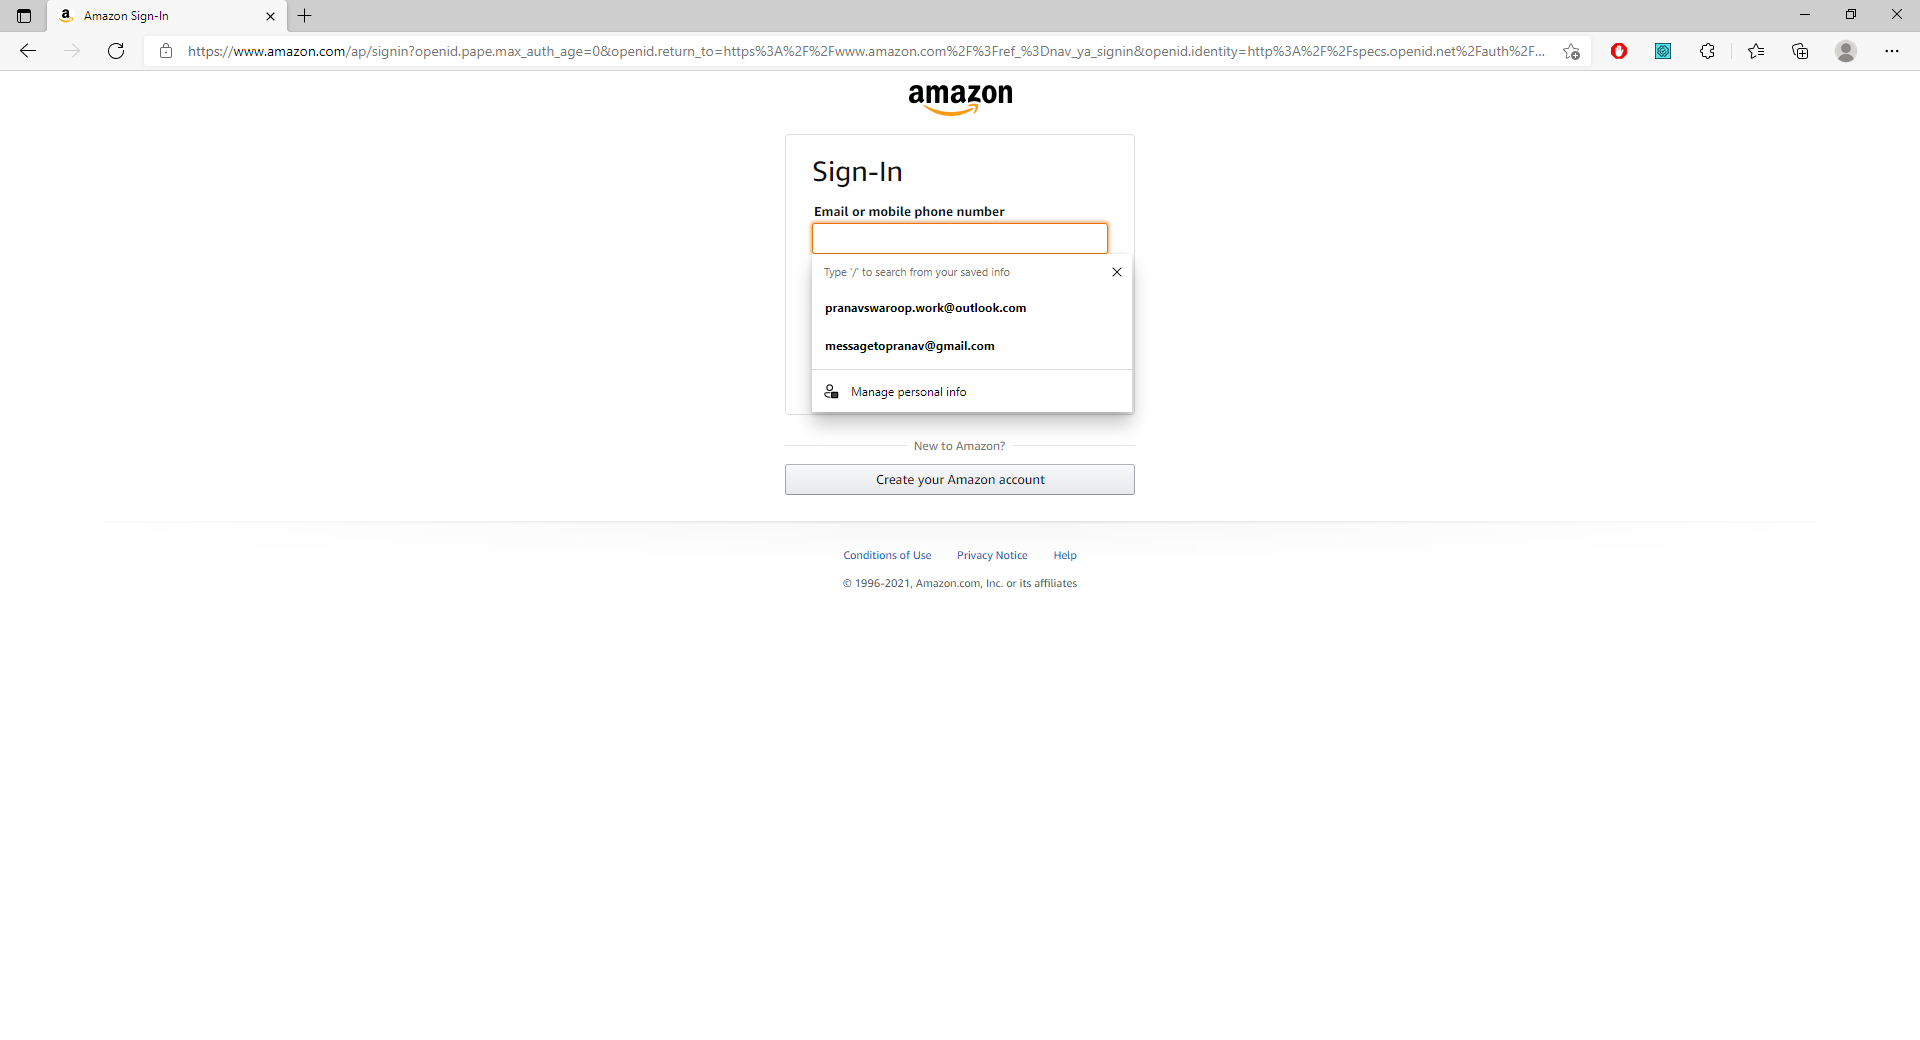 Amazon Sign-In
https://www.amazon.com/ap/signin?openid.pape.max_auth_age=0&openid.return_to=https%3A%2F%2Fwww.amazon.com%2F%3Fref_%3Dnav_ya_signin&openid.identity=http%3A%2F%2Fspecs.openid.net%2Fauth%2F...
amazon
Sign-In
Email or mobile phone number
Type '/' to search from your saved info
pranavswaroop.work@outlook.com
messagetopranav@gmail.com
Manage personal info
New to Amazon?
Create your Amazon account
Conditions of Use Privacy Notice Help
© 1996-2021, Amazon.com, Inc. or its affiliates